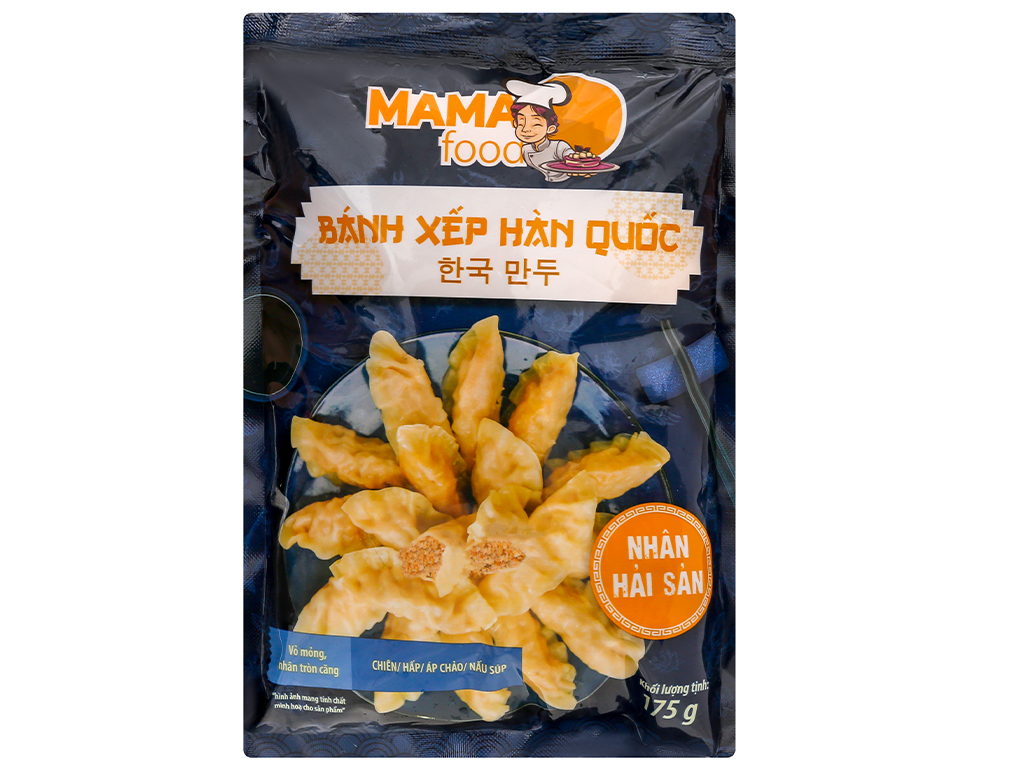 MAMA
food
BÁNH XẾP HÀN QUỐC
한국 만두
NHÂN
HẢI SẢN
Vỏ mỏng,
nhân tròn căng
CHIÊN/ HẤP/ ÁP CHẢO/ NẤU SÚP
"hình ảnh mang tính chất
minh hoạ cho sản phẩm"
Khối lượng tịnh:
175 g